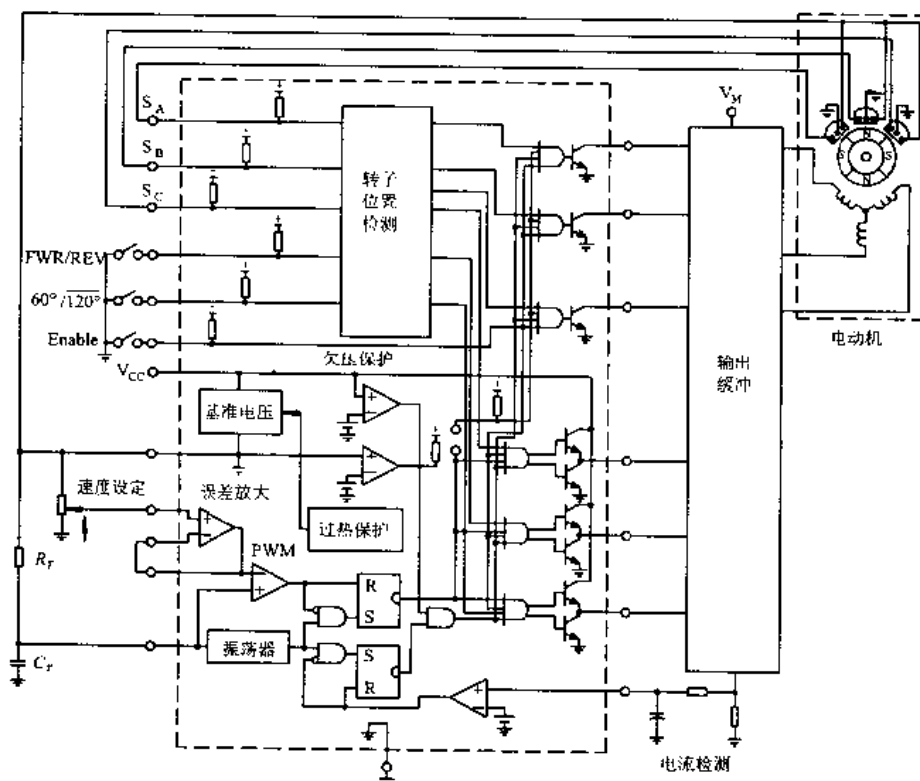 S_A
V_M
S_B
S_C
转子
位置
检测
FWR/REV
60°/120°
Enable
电动机
欠压保护
V_CC
输出
缓冲
基准电压
速度设定
误差放大
过热保护
PWM
R_T
R
S
振荡器
S
R
C_T
电流检测
N
S
S
N